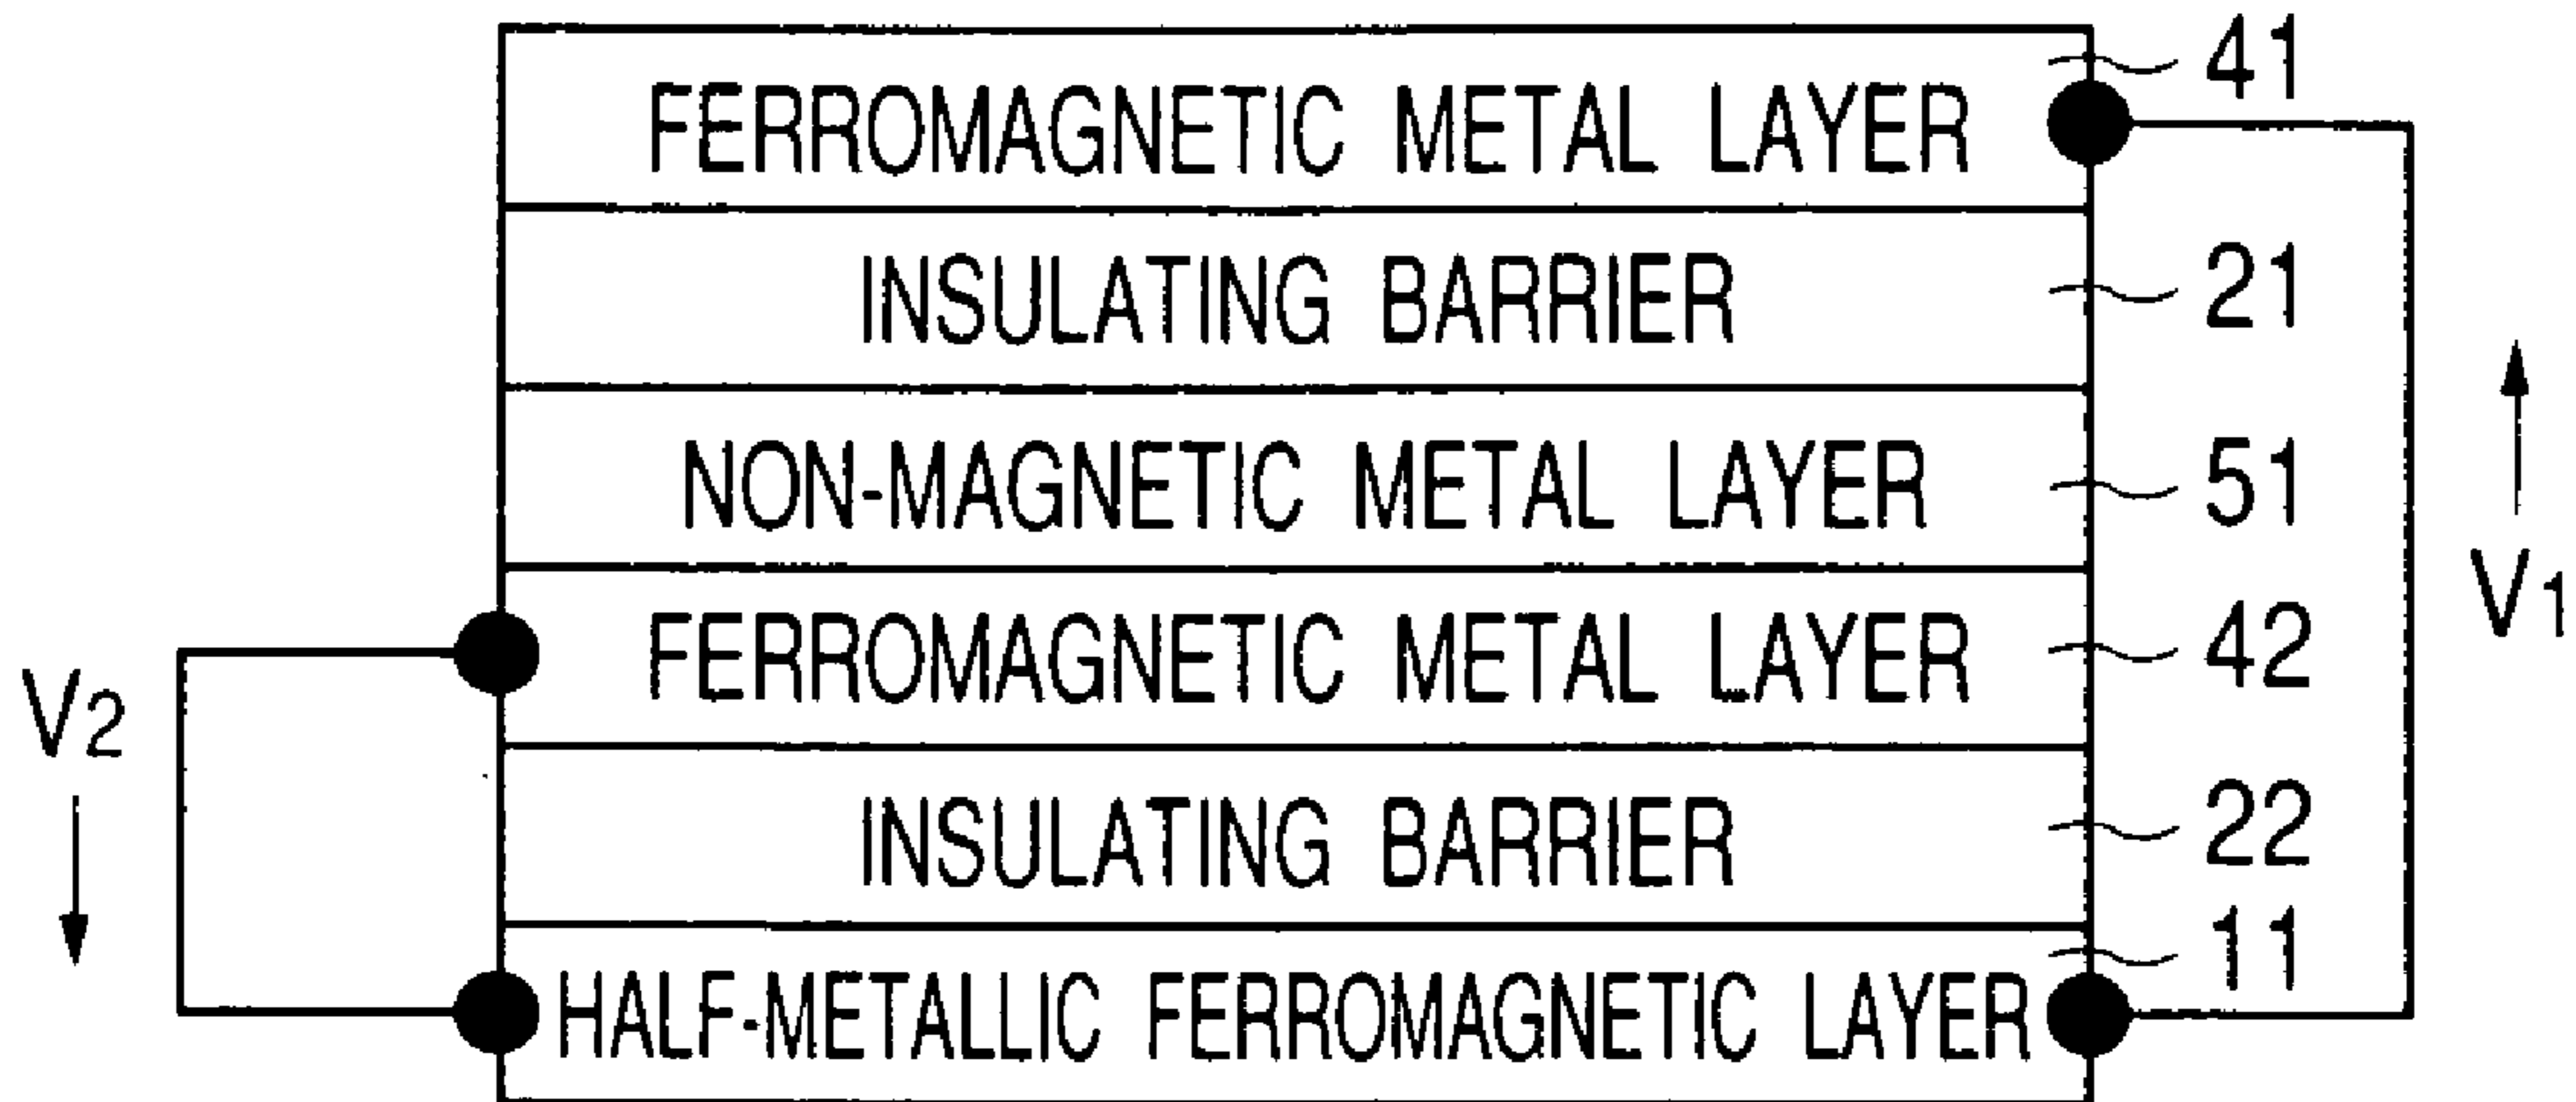 FERROMAGNETIC METAL LAYER 41
INSULATING BARRIER 21
NON-MAGNETIC METAL LAYER 51
V1
FERROMAGNETIC METAL LAYER 42
V2
INSULATING BARRIER 22
HALF-METALLIC FERROMAGNETIC LAYER 11